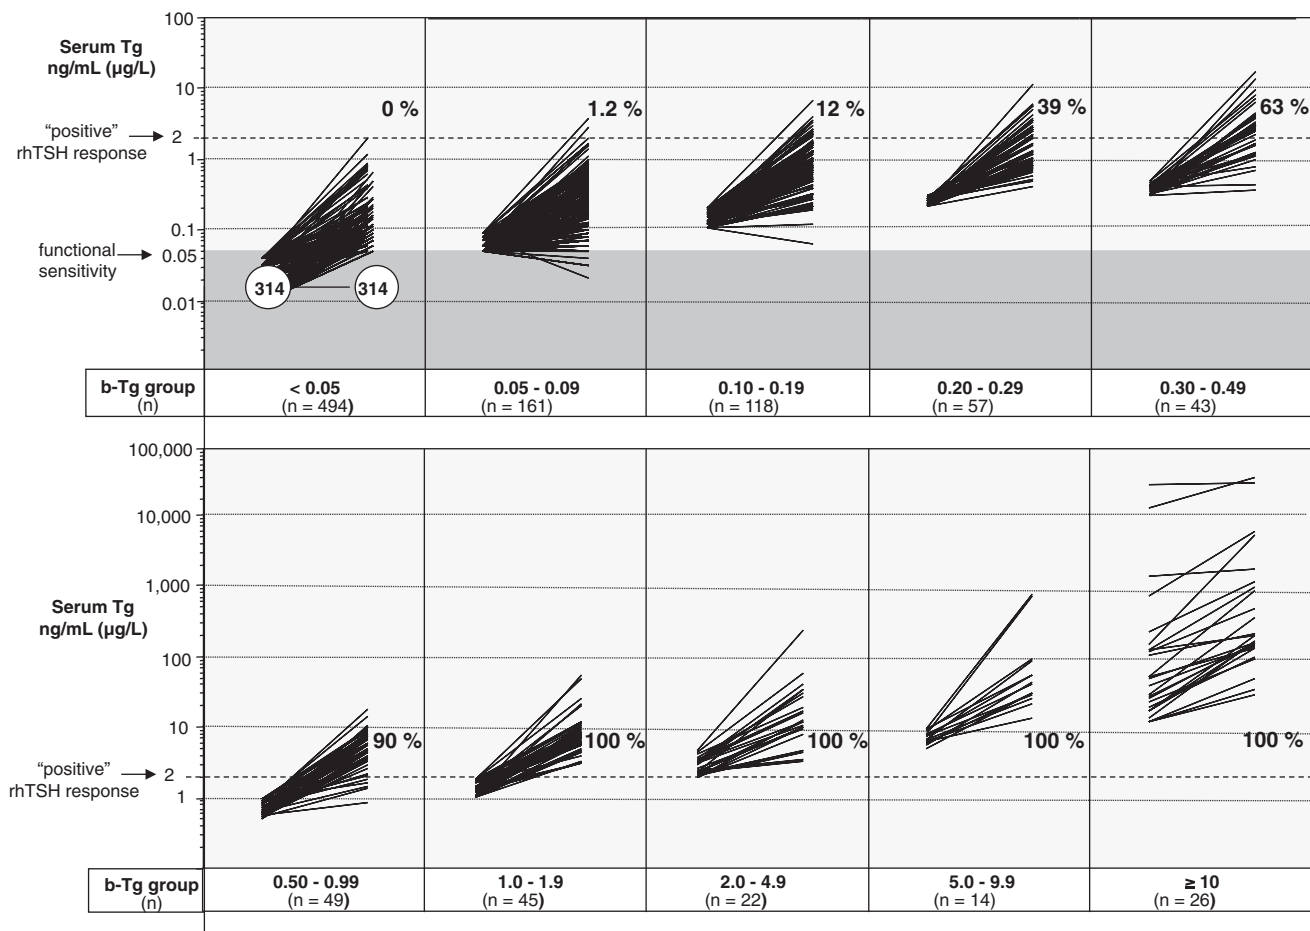 100
Serum Tg
ng/mL (µg/L)
10
0 %
1.2 %
12 %
39 %
63 %
“positive”
rhTSH response
2
1
0.1
functional
sensitivity
0.05
314
314
0.01
b-Tg group
(n)
< 0.05
(n = 494)
0.05 - 0.09
(n = 161)
0.10 - 0.19
(n = 118)
0.20 - 0.29
(n = 57)
0.30 - 0.49
(n = 43)
100,000
10,000
1,000
Serum Tg
ng/mL (µg/L)
100
10
90 %
100 %
100 %
100 %
100 %
“positive”
rhTSH response
2
1
b-Tg group
(n)
0.50 - 0.99
(n = 49)
1.0 - 1.9
(n = 45)
2.0 - 4.9
(n = 22)
5.0 - 9.9
(n = 14)
≥ 10
(n = 26)